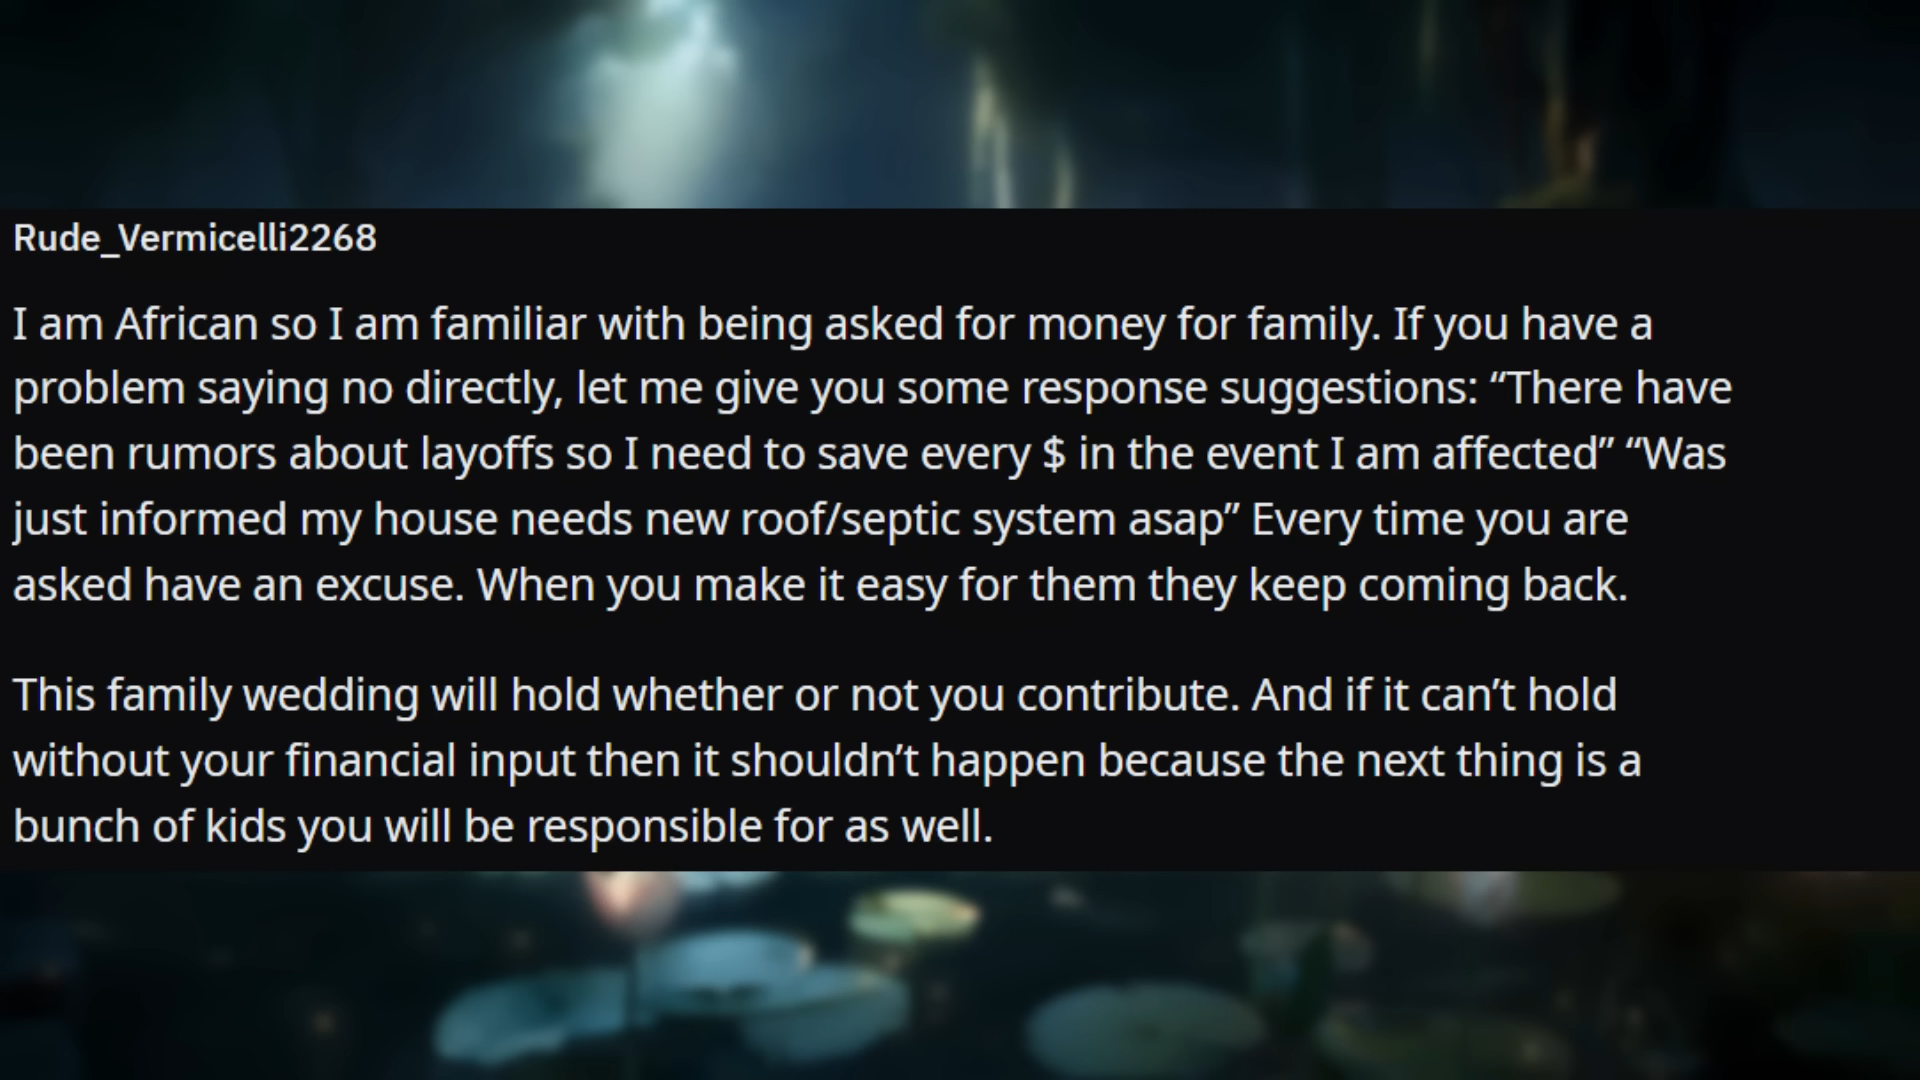 Rude_Vermicelli2268
I am African so I am familiar with being asked for money for family. If you have a
problem saying no directly, let me give you some response suggestions: “There have
been rumors about layoffs so I need to save every $ in the event I am affected” “Was
just informed my house needs new roof/septic system asap” Every time you are
asked have an excuse. When you make it easy for them they keep coming back.
This family wedding will hold whether or not you contribute. And if it can’t hold
without your financial input then it shouldn’t happen because the next thing is a
bunch of kids you will be responsible for as well.